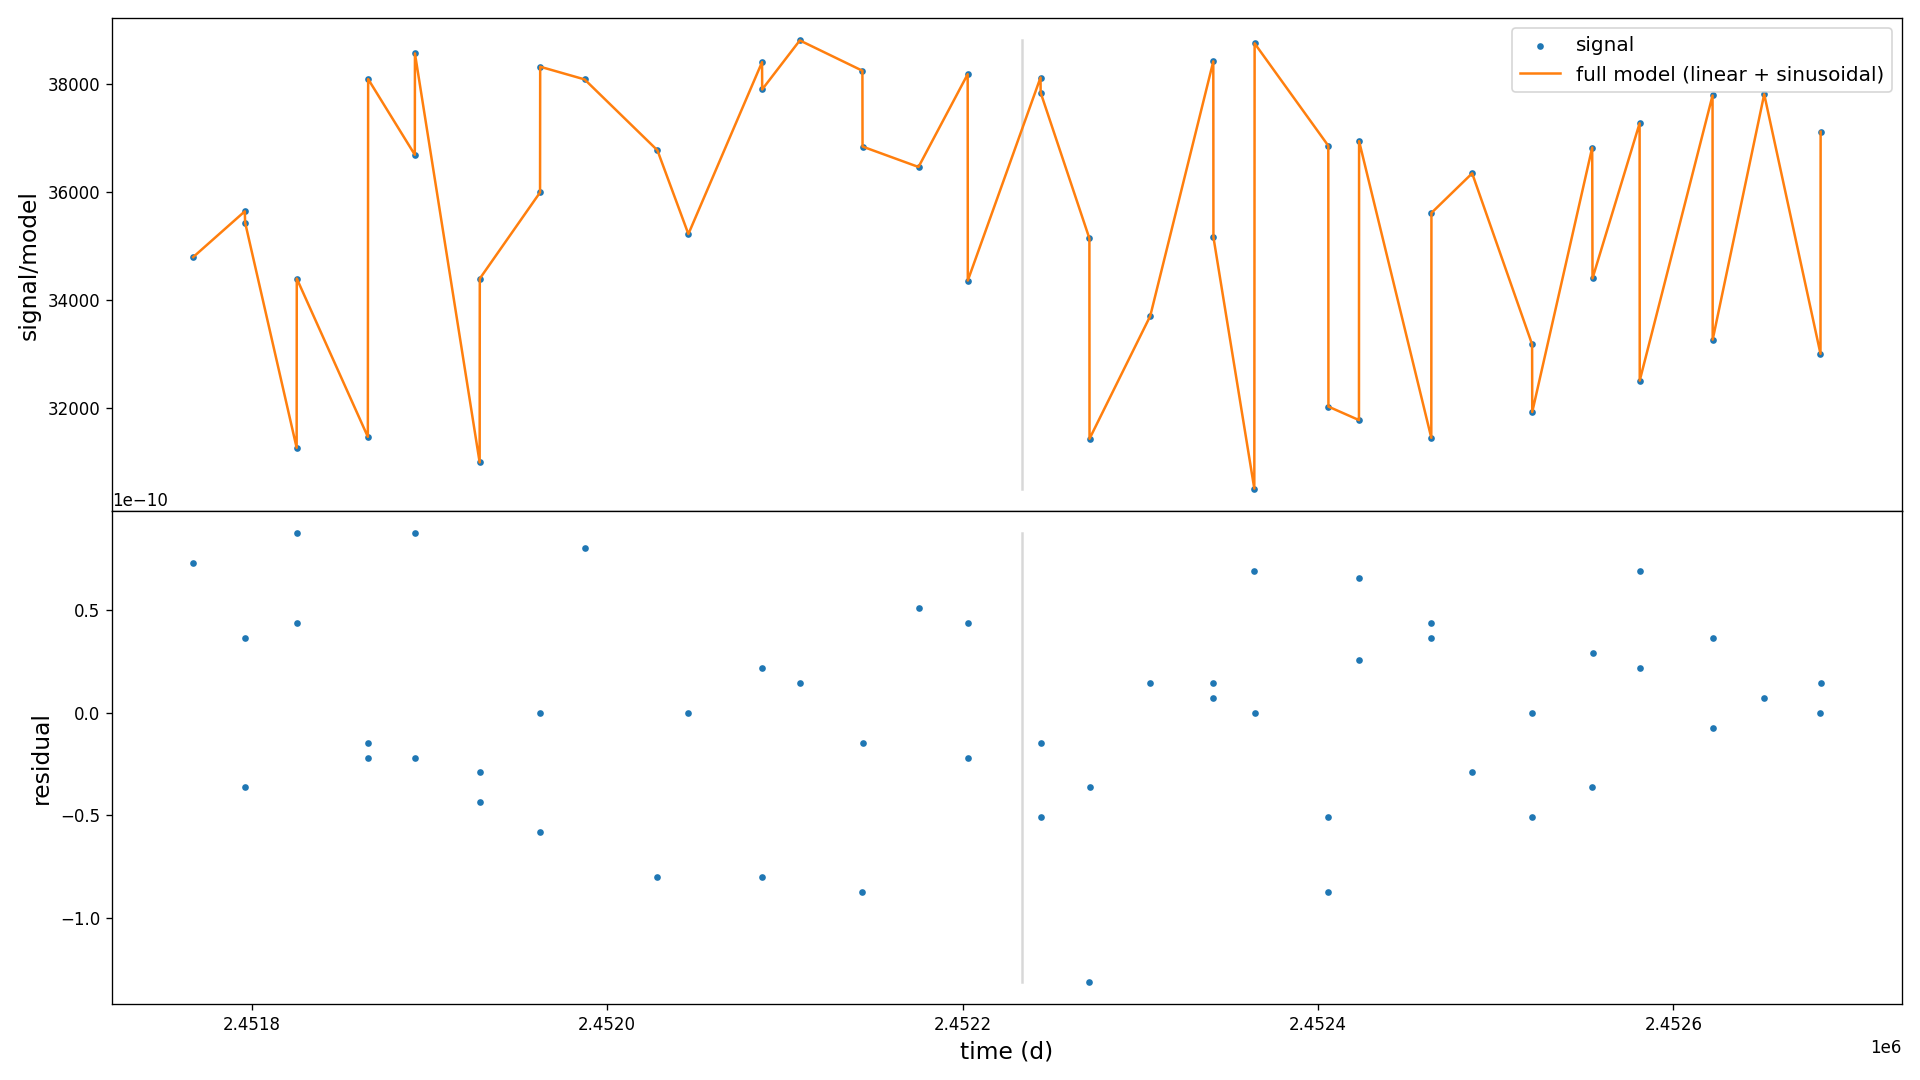 signal
full model (linear + sinusoidal)
38000
36000
34000
32000
signal/model
1e−10
0.5
0.0
−0.5
−1.0
residual
2.4518 2.4520 2.4522 2.4524 2.4526
time (d)
1e6